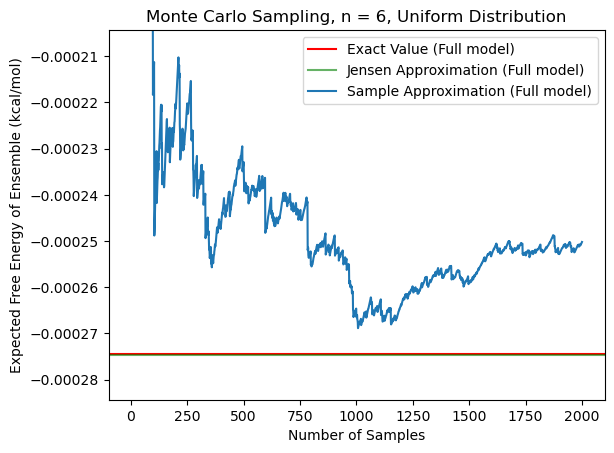 Monte Carlo Sampling, n = 6, Uniform Distribution
Exact Value (Full model)
Jensen Approximation (Full model)
Sample Approximation (Full model)
Expected Free Energy of Ensemble (kcal/mol)
−0.00021
−0.00022
−0.00023
−0.00024
−0.00025
−0.00026
−0.00027
−0.00028
0 250 500 750 1000 1250 1500 1750 2000
Number of Samples